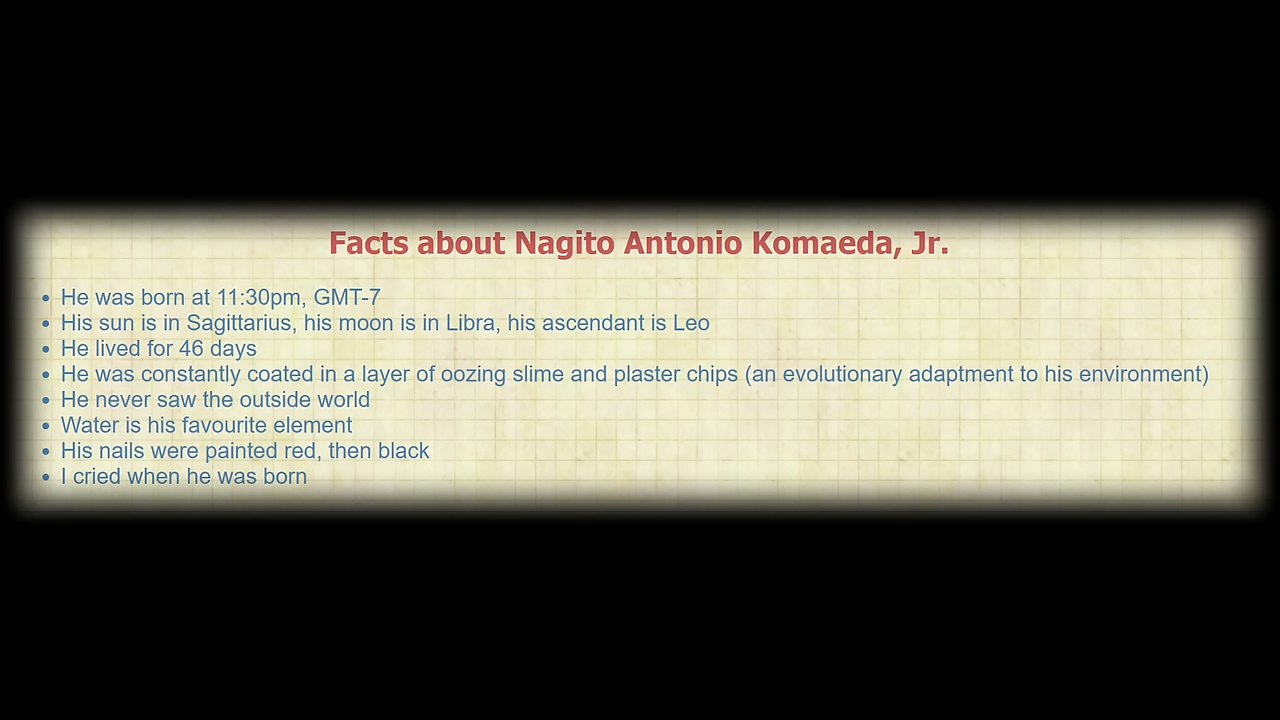 Facts about Nagito Antonio Komaeda, Jr.
• He was born at 11:30pm, GMT-7
• His sun is in Sagittarius, his moon is in Libra, his ascendant is Leo
• He lived for 46 days
• He was constantly coated in a layer of oozing slime and plaster chips (an evolutionary adaptment to his environment)
• He never saw the outside world
• Water is his favourite element
• His nails were painted red, then black
• I cried when he was born